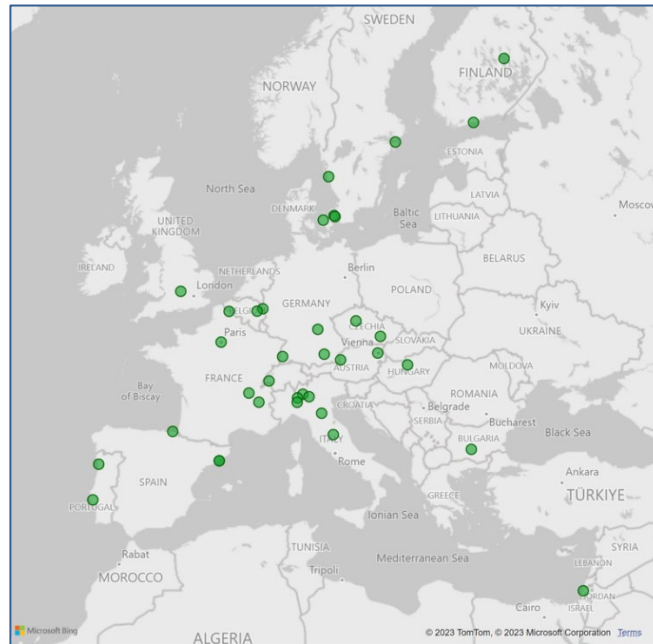 SWEDEN
FINLAND
NORWAY
ESTONIA
North Sea
LATVIA
Moscow
DENMARK
Baltic
Sea
LITHUANIA
UNITED
KINGDOM
BELARUS
IRELAND
NETHERLANDS
Berlin
London
POLAND
GERMANY
Kyiv
Paris
CZECHIA
UKRAINE
Vienna
SLOVAKIA
AUSTRIA
HUNGARY
MOLDOVA
FRANCE
Bay
of Biscay
ROMANIA
CROATIA
Belgrade
SERBIA
Bucharest
Black Sea
ITALY
BULGARIA
Rome
SPAIN
Ankara
PORTUGAL
GREECE
TÜRKIYE
Ionian Sea
TUNISIA
SYRIA
Rabat
Mediterranean Sea
LEBANON
MOROCCO
Tripoli
Cairo
ISRAEL
ALGERIA
Microsoft Bing
© 2023 TomTom, © 2023 Microsoft Corporation Terms